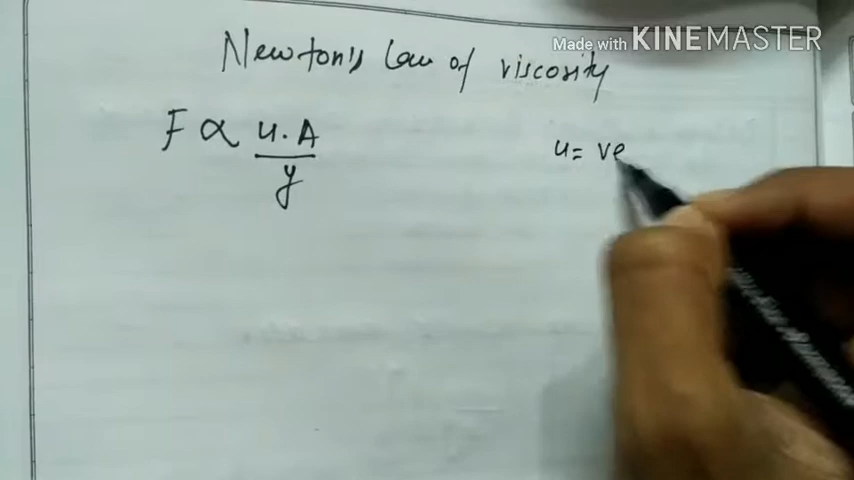 Made with KINEMASTER
Newton's Law of viscosity
F ∝ u.A / y
u = ve